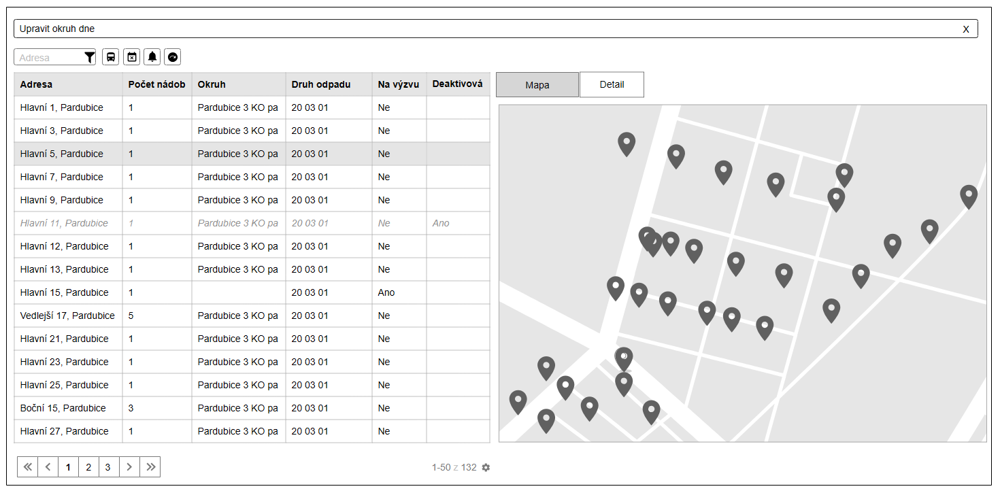 Upravit okruh dne X
Adresa
Adresa Počet nádob Okruh Druh odpadu Na výzvu Deaktivová
Hlavní 1, Pardubice 1 Pardubice 3 KO pa 20 03 01 Ne
Hlavní 3, Pardubice 1 Pardubice 3 KO pa 20 03 01 Ne
Hlavní 5, Pardubice 1 Pardubice 3 KO pa 20 03 01 Ne
Hlavní 7, Pardubice 1 Pardubice 3 KO pa 20 03 01 Ne
Hlavní 9, Pardubice 1 Pardubice 3 KO pa 20 03 01 Ne
Hlavní 11, Pardubice 1 Pardubice 3 KO pa 20 03 01 Ne Ano
Hlavní 12, Pardubice 1 Pardubice 3 KO pa 20 03 01 Ne
Hlavní 13, Pardubice 1 Pardubice 3 KO pa 20 03 01 Ne
Hlavní 15, Pardubice 1 20 03 01 Ano
Vedlejší 17, Pardubice 5 Pardubice 3 KO pa 20 03 01 Ne
Hlavní 21, Pardubice 1 Pardubice 3 KO pa 20 03 01 Ne
Hlavní 23, Pardubice 1 Pardubice 3 KO pa 20 03 01 Ne
Hlavní 25, Pardubice 1 Pardubice 3 KO pa 20 03 01 Ne
Boční 15, Pardubice 3 Pardubice 3 KO pa 20 03 01 Ne
Hlavní 27, Pardubice 1 Pardubice 3 KO pa 20 03 01 Ne
1 2 3 1-50 z 132
Mapa Detail